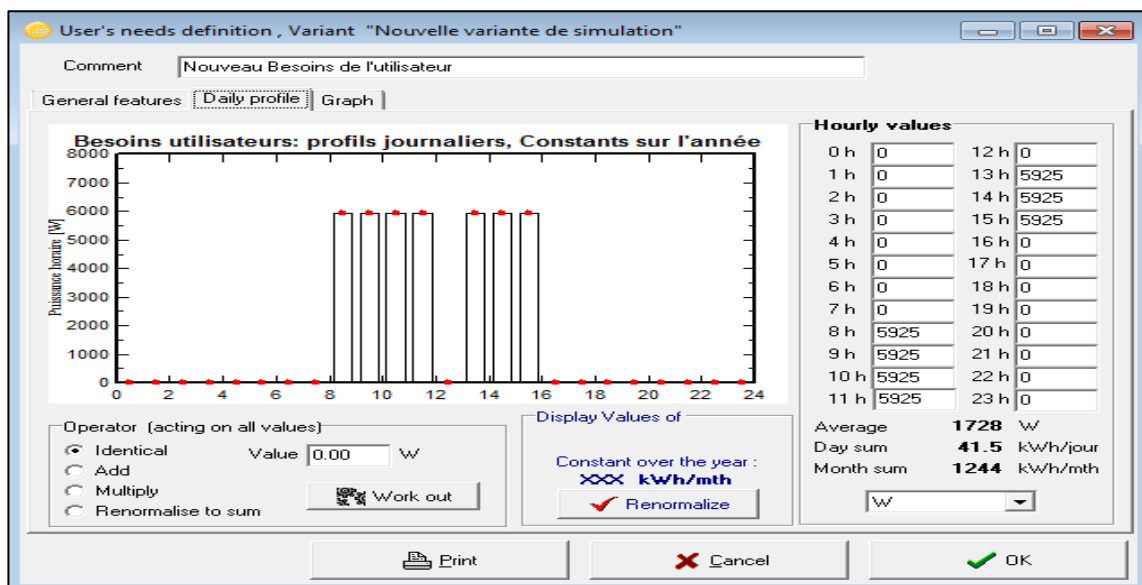 User's needs definition , Variant "Nouvelle variante de simulation"
Comment Nouveau Besoins de l'utilisateur
General features Daily profile Graph
Besoins utilisateurs: profils journaliers, Constants sur l'année
8000
7000
6000
5000
4000
3000
2000
1000
0
Puissance horaire [W]
0 2 4 6 8 10 12 14 16 18 20 22 24
Hourly values
0 h 0 12 h 0
1 h 0 13 h 5925
2 h 0 14 h 5925
3 h 0 15 h 5925
4 h 0 16 h 0
5 h 0 17 h 0
6 h 0 18 h 0
7 h 0 19 h 0
8 h 5925 20 h 0
9 h 5925 21 h 0
10 h 5925 22 h 0
11 h 5925 23 h 0
Average 1728 W
Day sum 41.5 kWh/jour
Month sum 1244 kWh/mth
W
Operator (acting on all values)
Identical Value 0.00 W
Add
Multiply
Renormalise to sum
Work out
Display Values of
Constant over the year :
XXX kWh/mth
Renormalize
Print Cancel OK